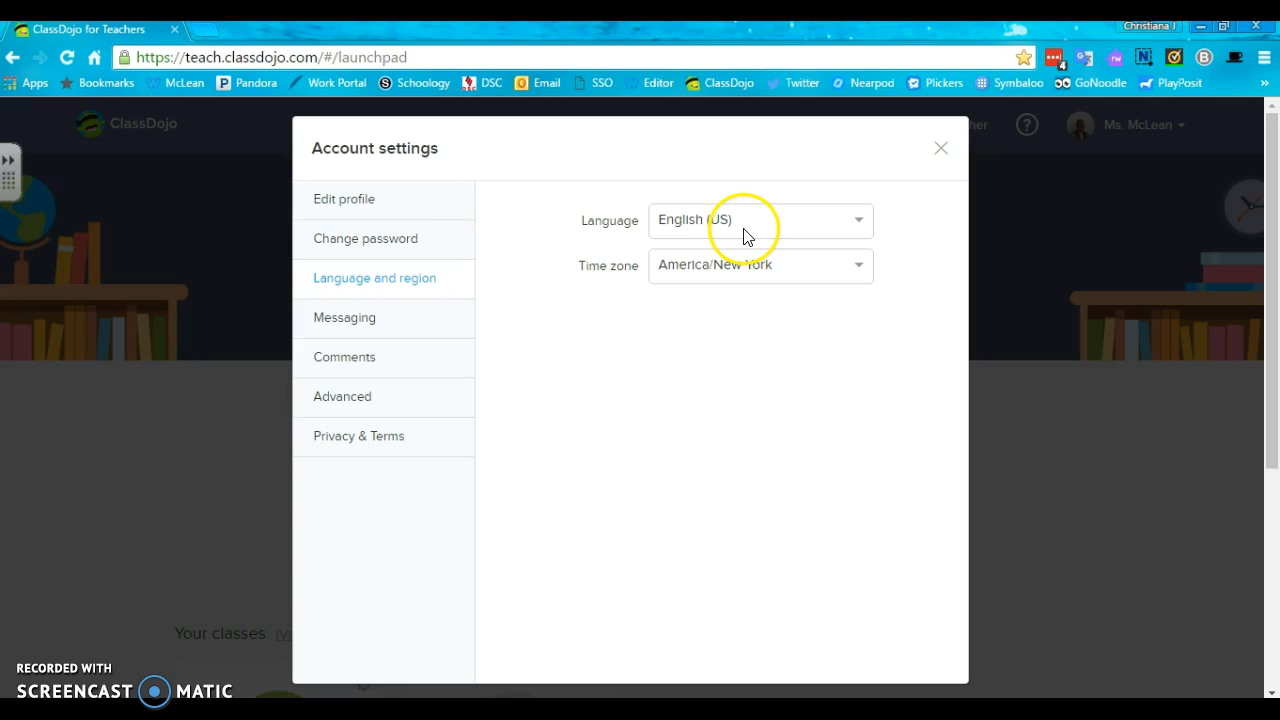 ClassDojo for Teachers
Christiana J
https://teach.classdojo.com/#/launchpad
4
Apps Bookmarks McLean Pandora Work Portal Schoology DSC Email SSO Editor ClassDojo Twitter Nearpod Plickers Symbaloo GoNoodle PlayPosit »
ClassDojo
Ms. McLean
Account settings
Edit profile
Change password
Language and region
Messaging
Comments
Advanced
Privacy & Terms
Language English (US)
Time zone America/New York
Your classes
RECORDED WITH
SCREENCAST MATIC